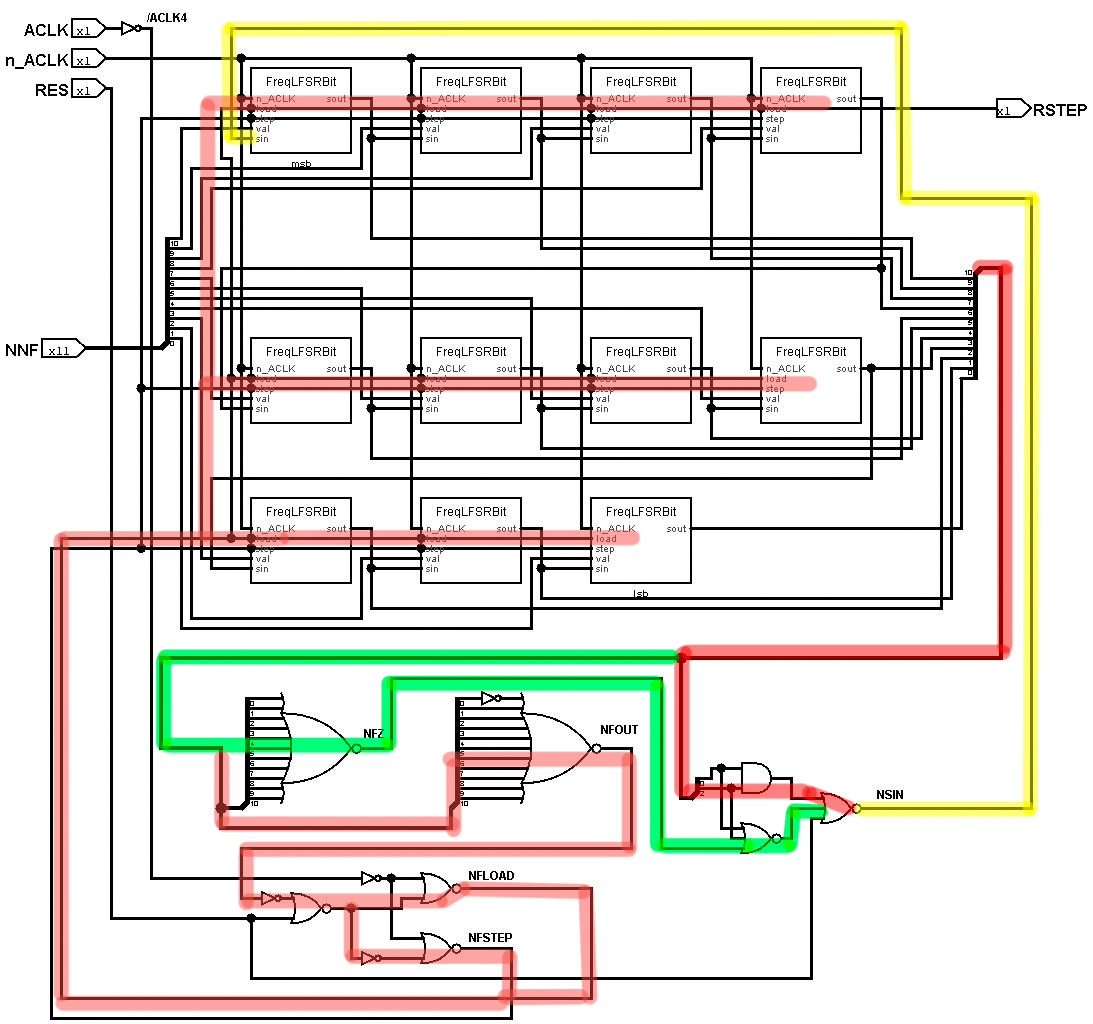 ACLK x1
/ACLK4
n_ACLK x1
RES x1
FreqLFSRBit
n_ACLK sout
load
step
val
sin
msb
FreqLFSRBit
n_ACLK sout
load
step
val
sin
FreqLFSRBit
n_ACLK sout
load
step
val
sin
FreqLFSRBit
n_ACLK sout
load
step
val
sin
x1 RSTEP
10
9
8
7
6
5
4
3
2
1
0
NNF x11
10
9
8
7
6
5
4
3
2
1
0
FreqLFSRBit
n_ACLK sout
load
step
val
sin
FreqLFSRBit
n_ACLK sout
load
step
val
sin
FreqLFSRBit
n_ACLK sout
load
step
val
sin
FreqLFSRBit
n_ACLK sout
load
step
val
sin
FreqLFSRBit
n_ACLK sout
load
step
val
sin
FreqLFSRBit
n_ACLK sout
load
step
val
sin
FreqLFSRBit
n_ACLK sout
load
step
val
sin
lsb
0
1
2
3
4
5
6
7
8
9
10
NFZ
0
1
2
3
4
5
6
7
8
9
10
NFOUT
0
2
NSIN
NFLOAD
NFSTEP